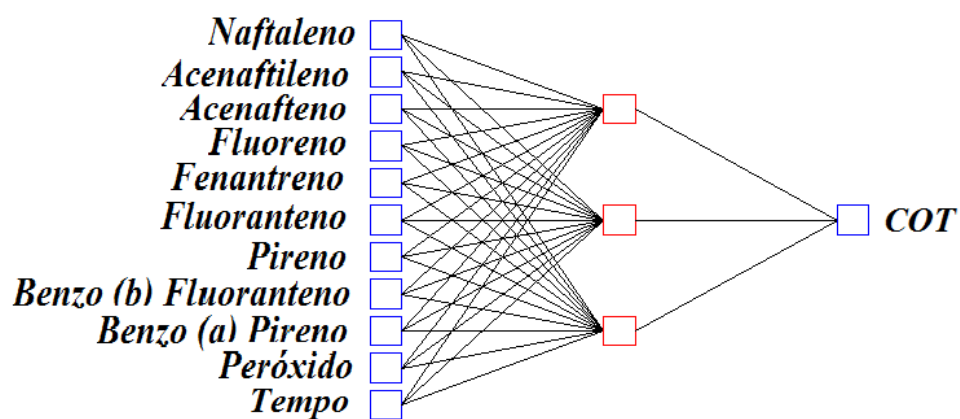 Naftaleno
Acenaftileno
Acenafteno
Fluoreno
Fenantreno
Fluoranteno
COT
Pireno
Benzo (b) Fluoranteno
Benzo (a) Pireno
Peróxido
Tempo